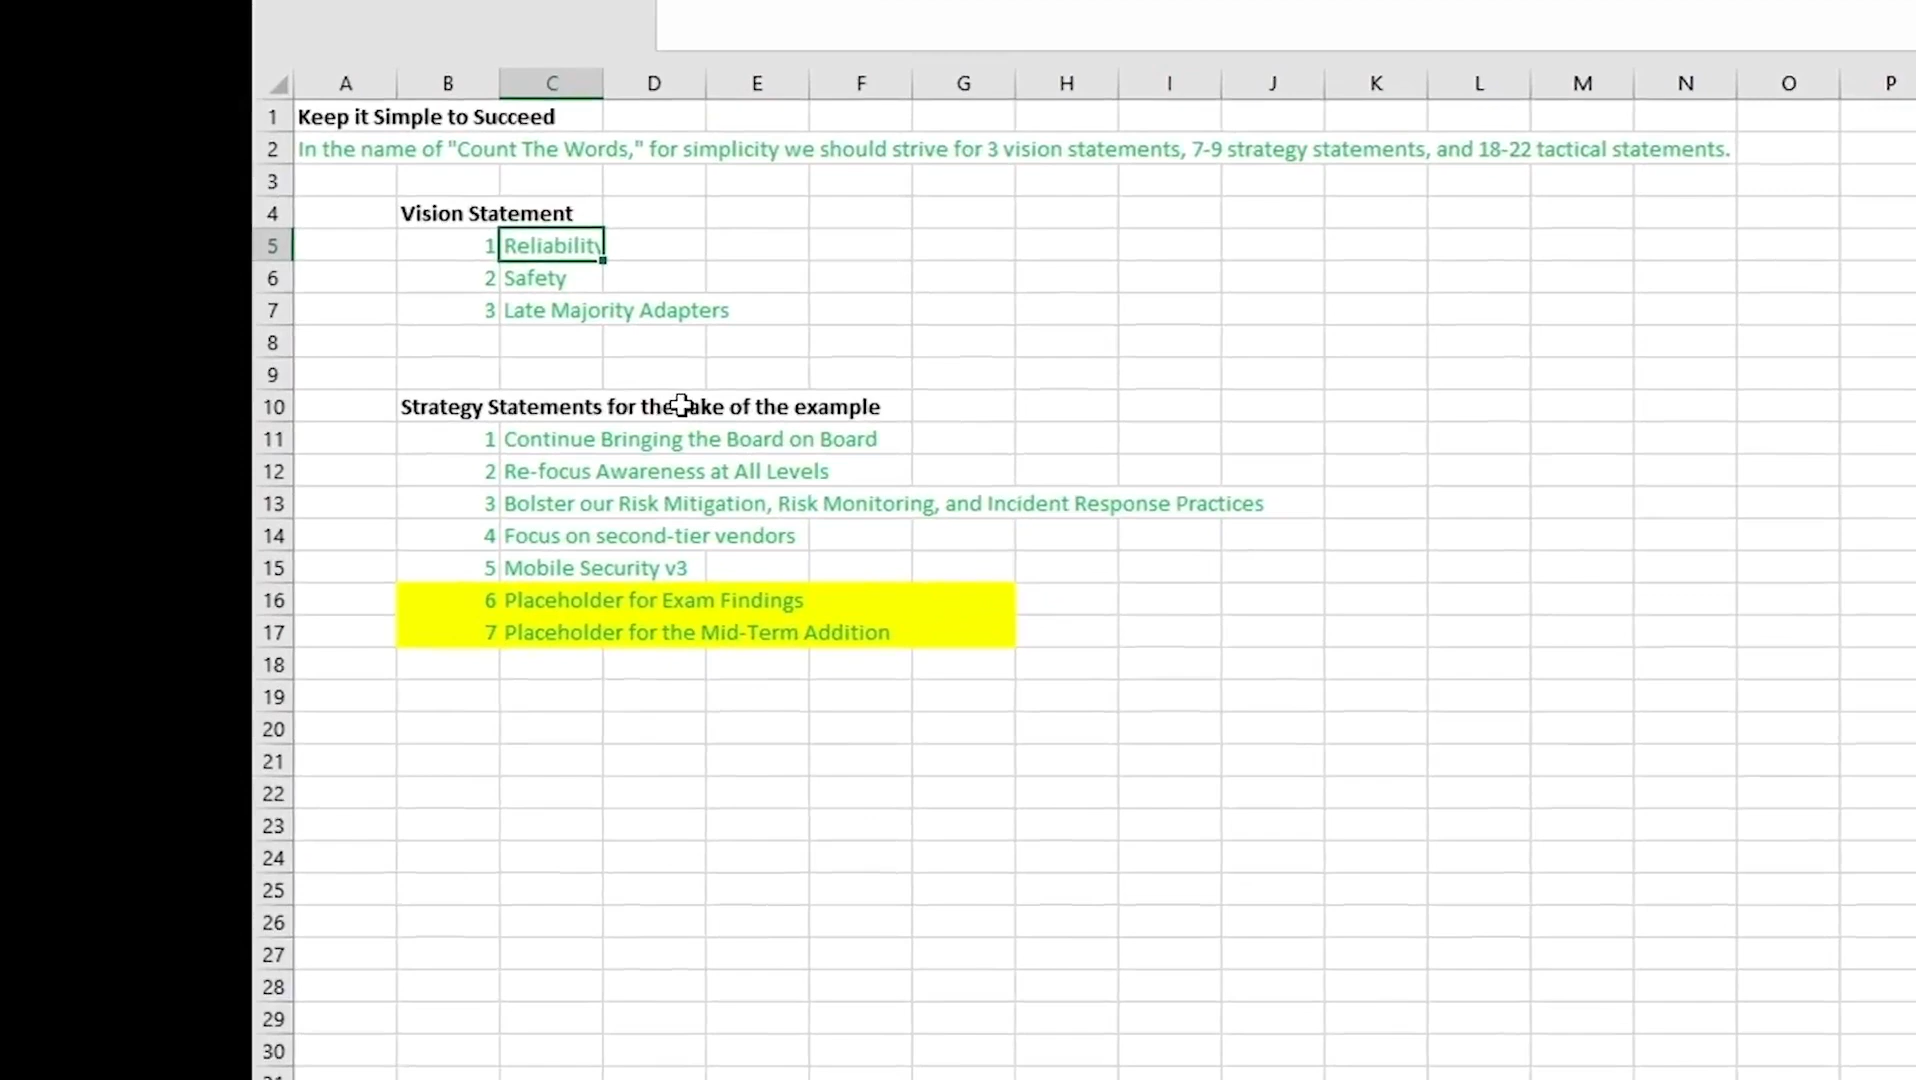 A B C D E F G H I J K L M N O P
1 Keep it Simple to Succeed
2 In the name of "Count The Words," for simplicity we should strive for 3 vision statements, 7-9 strategy statements, and 18-22 tactical statements.
3
4 Vision Statement
5 1 Reliability
6 2 Safety
7 3 Late Majority Adapters
8
9
10 Strategy Statements for the sake of the example
11 1 Continue Bringing the Board on Board
12 2 Re-focus Awareness at All Levels
13 3 Bolster our Risk Mitigation, Risk Monitoring, and Incident Response Practices
14 4 Focus on second-tier vendors
15 5 Mobile Security v3
16 6 Placeholder for Exam Findings
17 7 Placeholder for the Mid-Term Addition
18
19
20
21
22
23
24
25
26
27
28
29
30